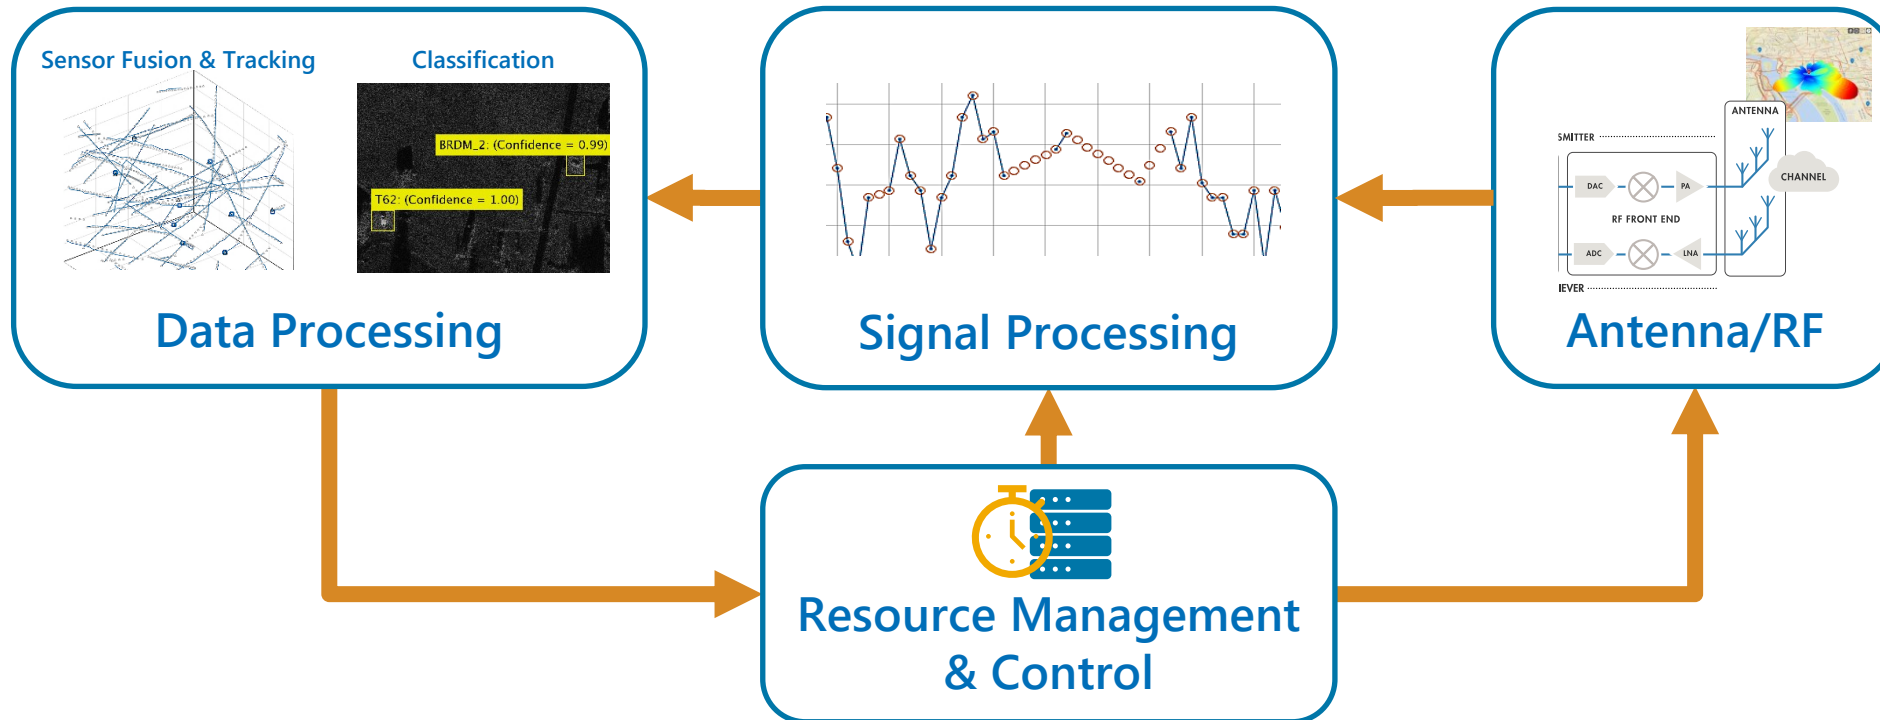 Sensor Fusion & Tracking
Classification
BRDM_2: (Confidence = 0.99)
T62: (Confidence = 1.00)
Data Processing
Signal Processing
ANTENNA
SMITTER
DAC
PA
CHANNEL
RF FRONT END
ADC
LNA
IEVER
Antenna/RF
Resource Management
& Control